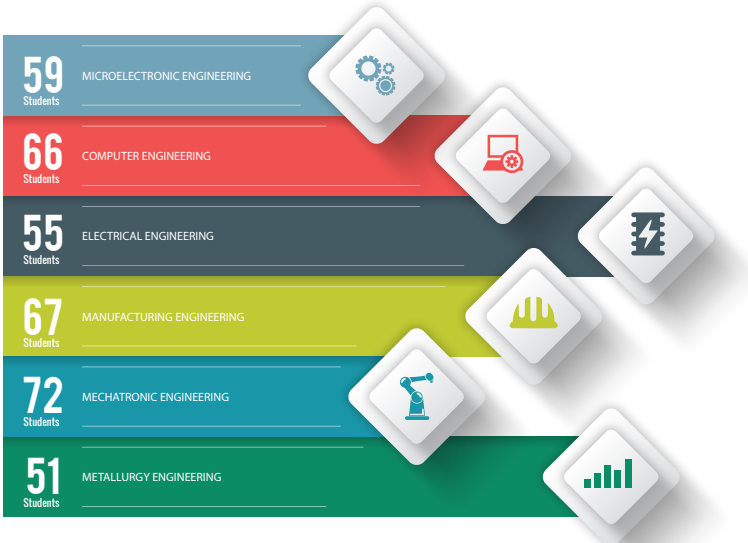 59
Students
MICROELECTRONIC ENGINEERING
66
Students
COMPUTER ENGINEERING
55
Students
ELECTRICAL ENGINEERING
67
Students
MANUFACTURING ENGINEERING
72
Students
MECHATRONIC ENGINEERING
51
Students
METALLURGY ENGINEERING